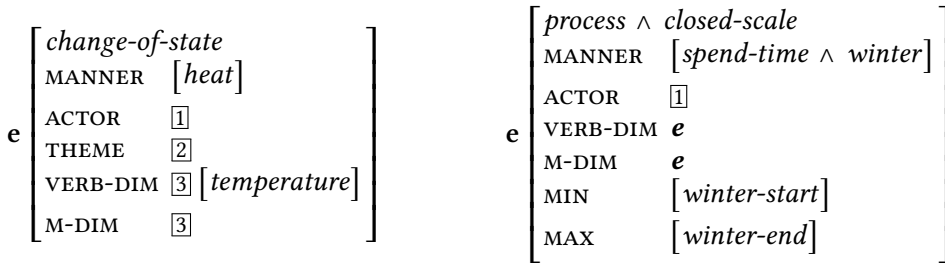 e
change-of-state
MANNER [heat]
ACTOR 1
THEME 2
VERB-DIM 3 [temperature]
M-DIM 3
e
process ∧ closed-scale
MANNER [spend-time ∧ winter]
ACTOR 1
VERB-DIM e
M-DIM e
MIN [winter-start]
MAX [winter-end]